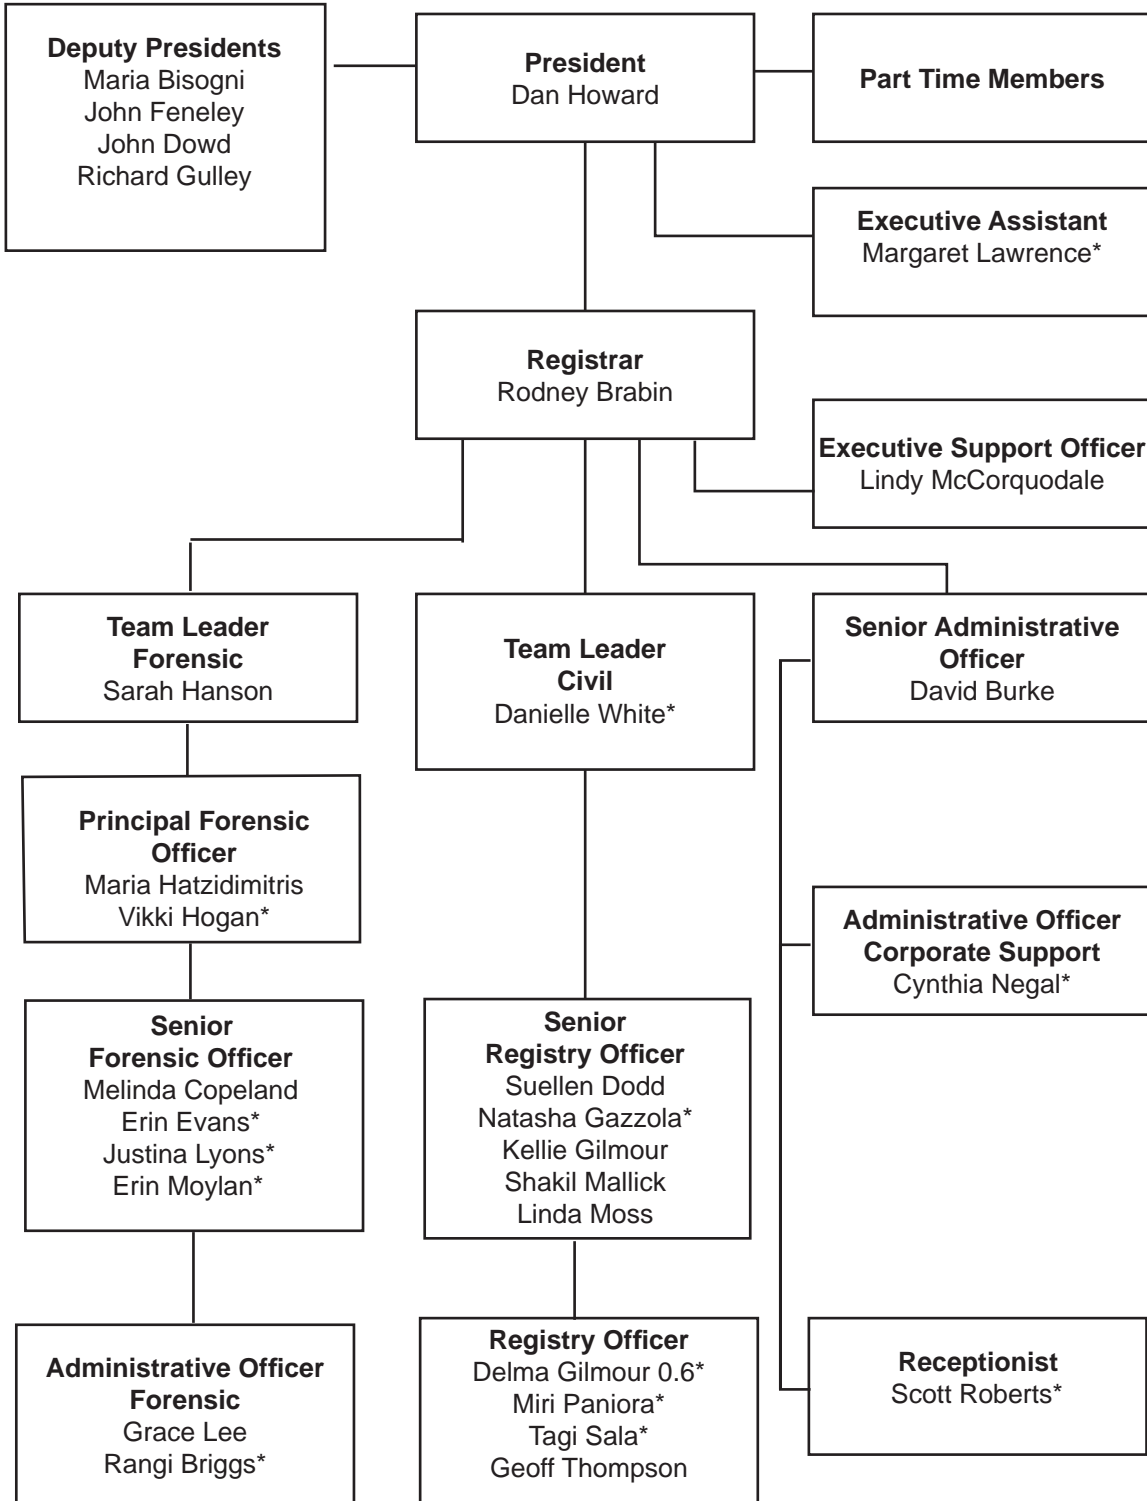 Deputy Presidents
Maria Bisogni
John Feneley
John Dowd
Richard Gulley
President
Dan Howard
Part Time Members
Executive Assistant
Margaret Lawrence*
Registrar
Rodney Brabin
Executive Support Officer
Lindy McCorquodale
Team Leader
Forensic
Sarah Hanson
Team Leader
Civil
Danielle White*
Senior Administrative
Officer
David Burke
Principal Forensic
Officer
Maria Hatzidimitris
Vikki Hogan*
Administrative Officer
Corporate Support
Cynthia Negal*
Senior
Forensic Officer
Melinda Copeland
Erin Evans*
Justina Lyons*
Erin Moylan*
Senior
Registry Officer
Suellen Dodd
Natasha Gazzola*
Kellie Gilmour
Shakil Mallick
Linda Moss
Administrative Officer
Forensic
Grace Lee
Rangi Briggs*
Registry Officer
Delma Gilmour 0.6*
Miri Paniora*
Tagi Sala*
Geoff Thompson
Receptionist
Scott Roberts*